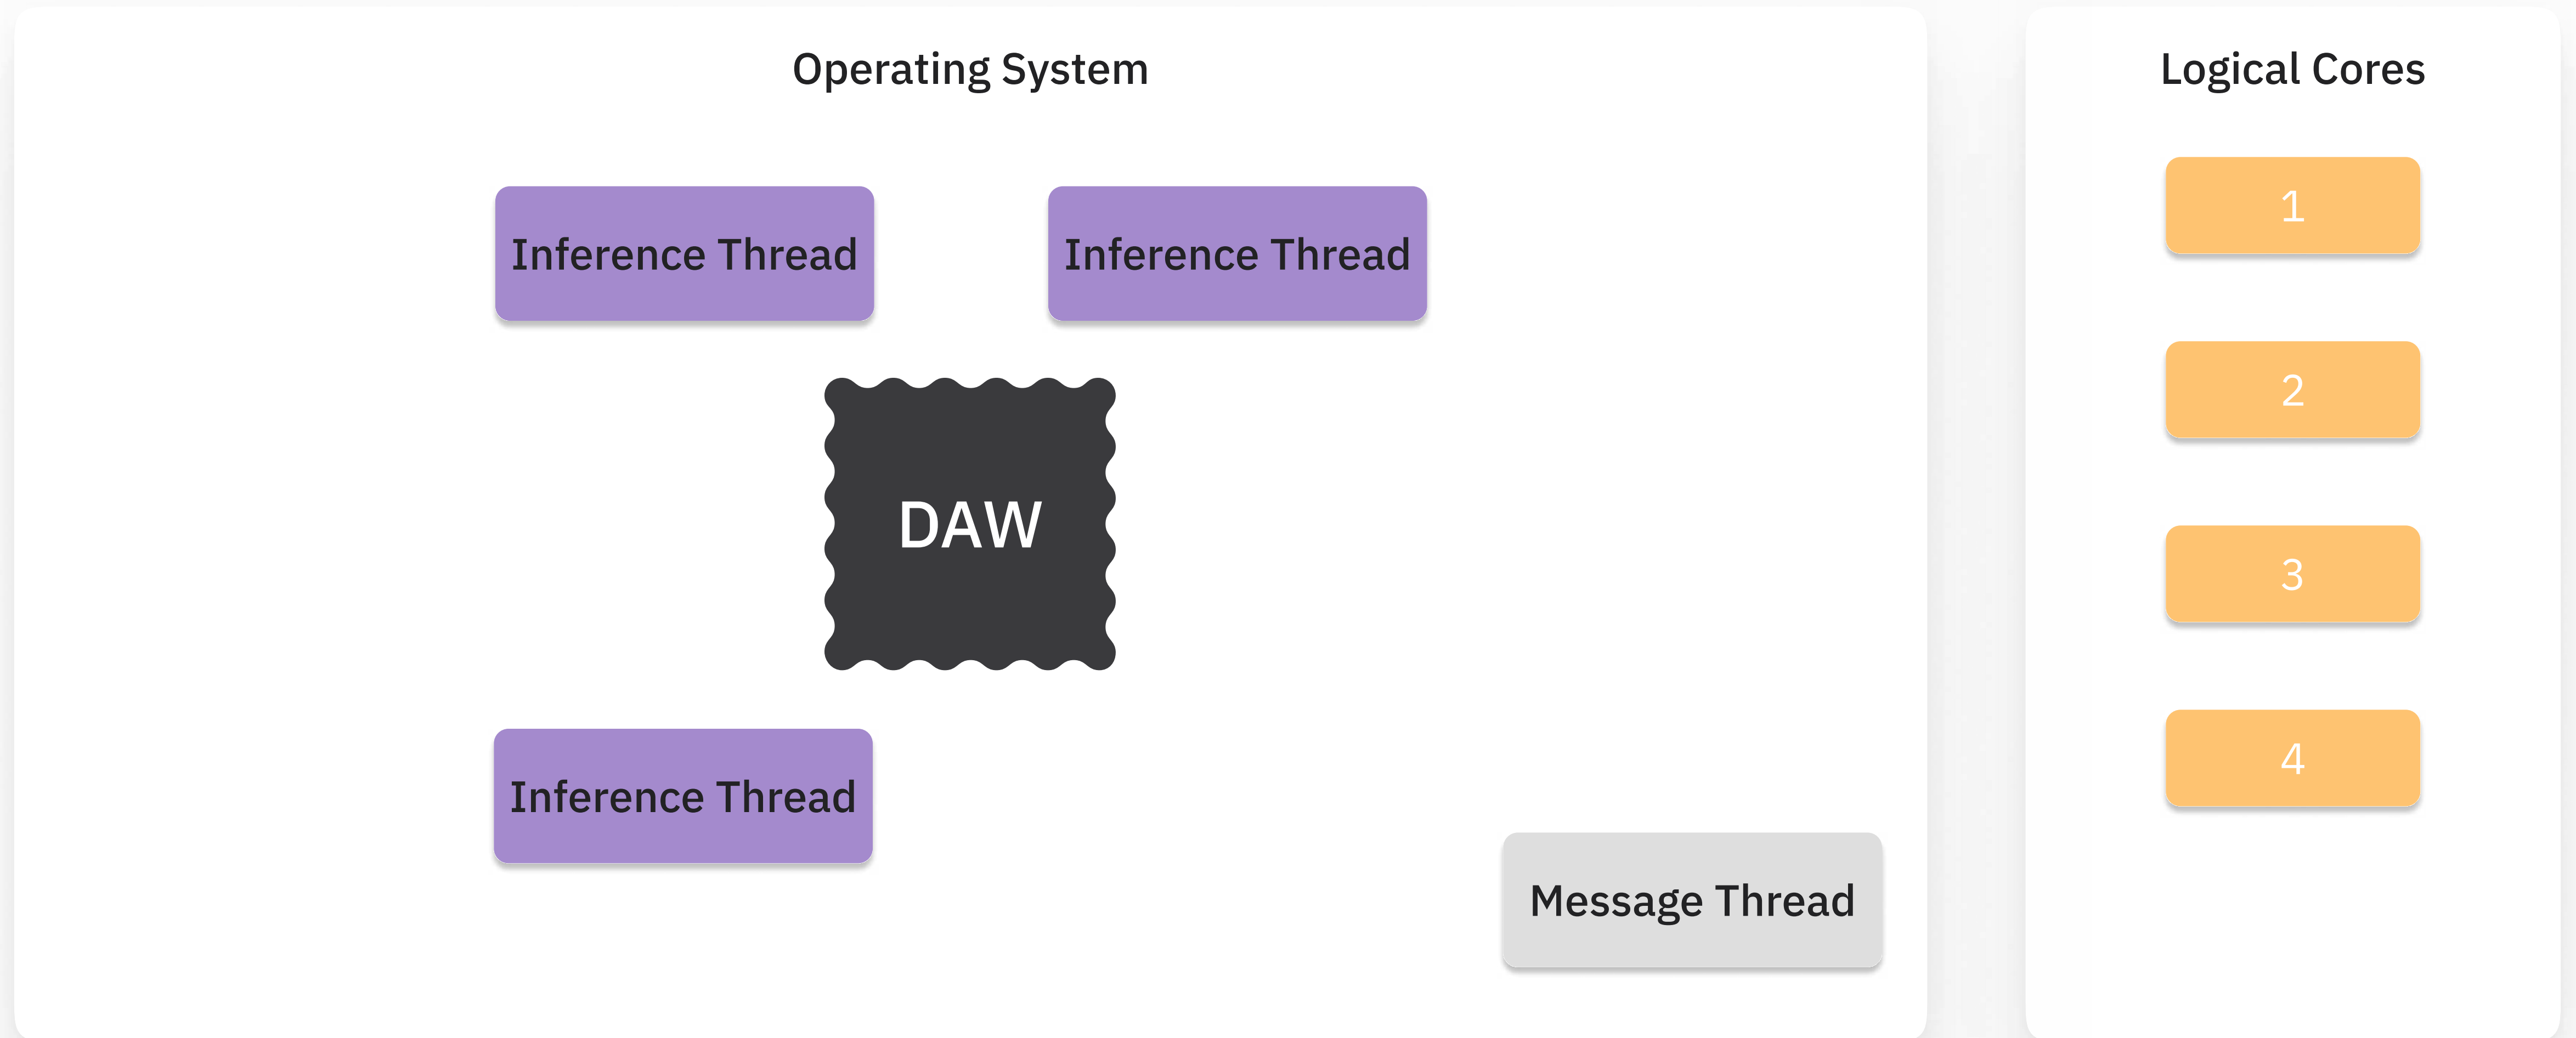 Operating System
Inference Thread
Inference Thread
DAW
Inference Thread
Message Thread
Logical Cores
1
2
3
4